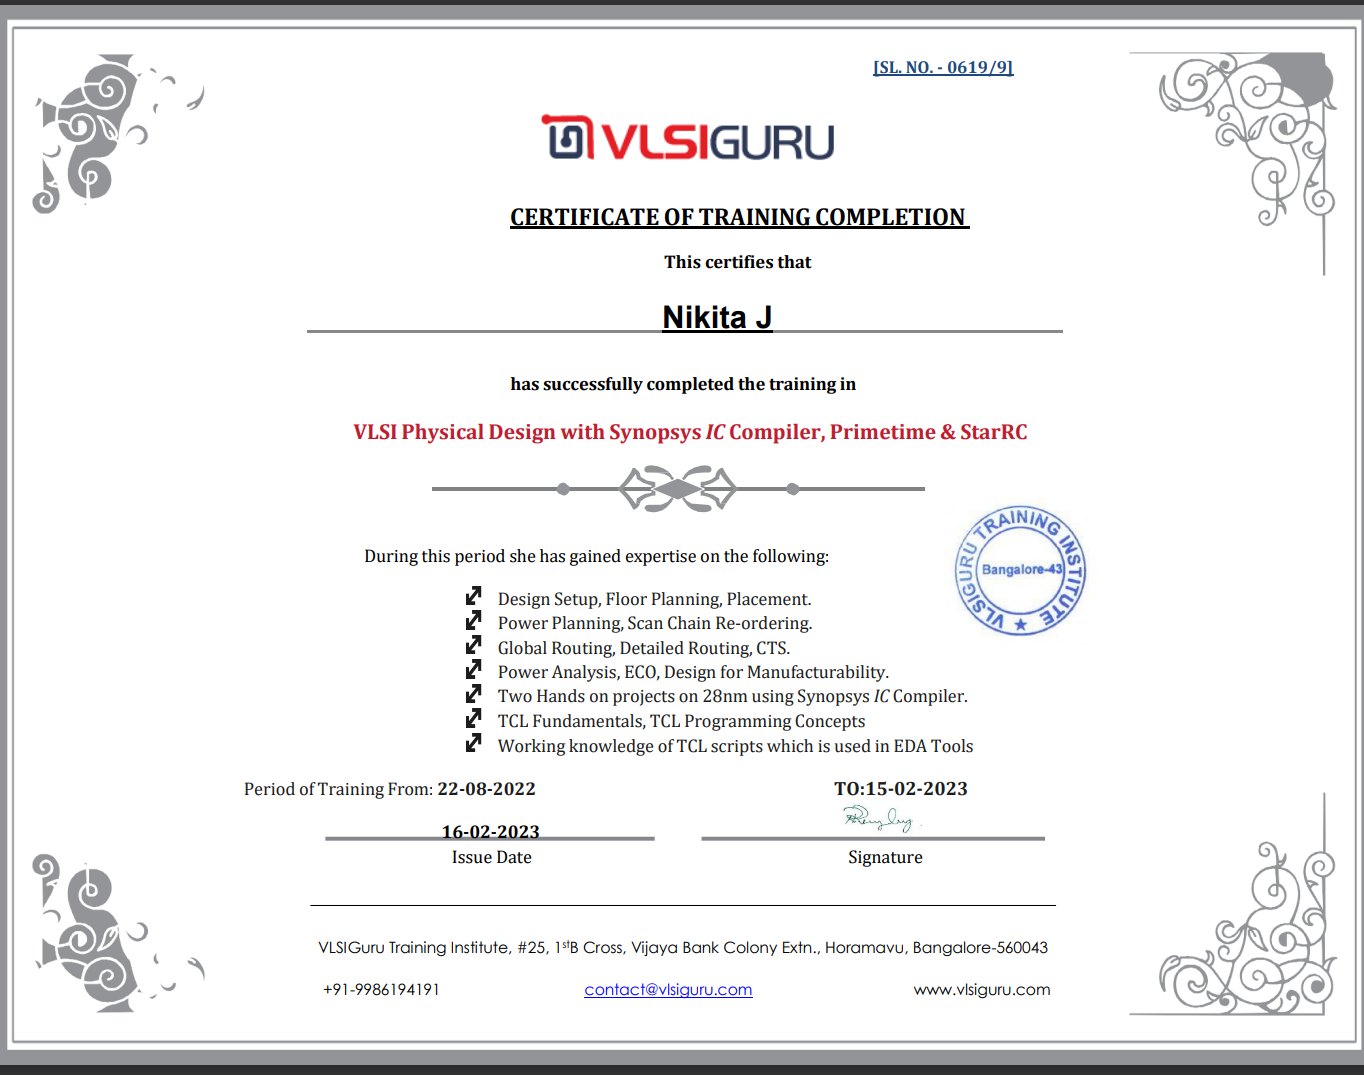 [SL. NO. - 0619/9]
VLSIGURU
CERTIFICATE OF TRAINING COMPLETION
This certifies that
Nikita J
has successfully completed the training in
VLSI Physical Design with Synopsys IC Compiler, Primetime & StarRC
During this period she has gained expertise on the following:
VLSIGURU TRAINING INSTITUTE
Bangalore-43
Design Setup, Floor Planning, Placement.
Power Planning, Scan Chain Re-ordering.
Global Routing, Detailed Routing, CTS.
Power Analysis, ECO, Design for Manufacturability.
Two Hands on projects on 28nm using Synopsys IC Compiler.
TCL Fundamentals, TCL Programming Concepts
Working knowledge of TCL scripts which is used in EDA Tools
Period of Training From: 22-08-2022 TO:15-02-2023
16-02-2023
Issue Date Signature
VLSIGuru Training Institute, #25, 1stB Cross, Vijaya Bank Colony Extn., Horamavu, Bangalore-560043
+91-9986194191 contact@vlsiguru.com www.vlsiguru.com